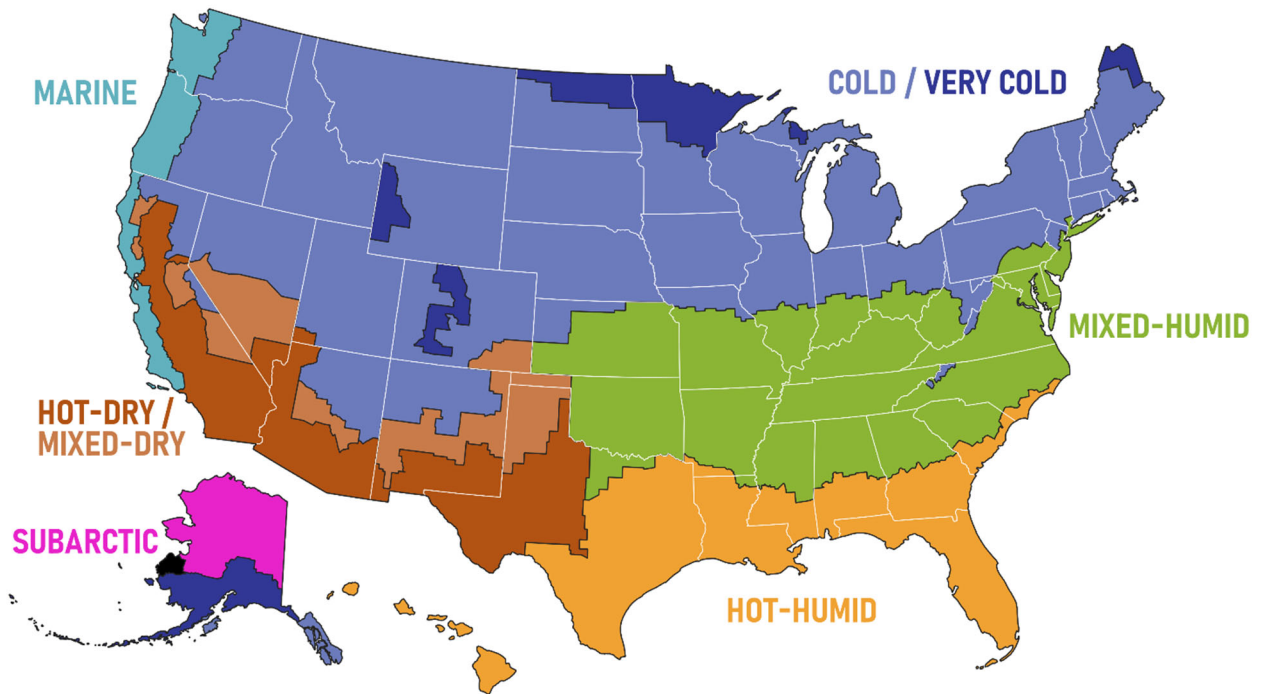 MARINE
COLD / VERY COLD
MIXED-HUMID
HOT-DRY /
MIXED-DRY
SUBARCTIC
HOT-HUMID